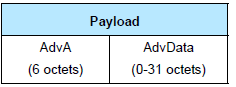 Payload
AdvA AdvData
(6 octets) (0-31 octets)